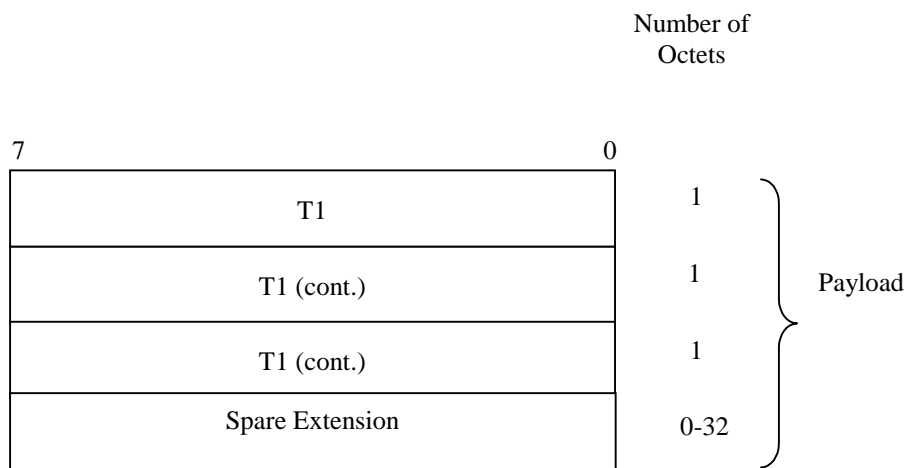 Number of
Octets
7 0
T1 1
T1 (cont.) 1
Payload
T1 (cont.) 1
Spare Extension 0-32